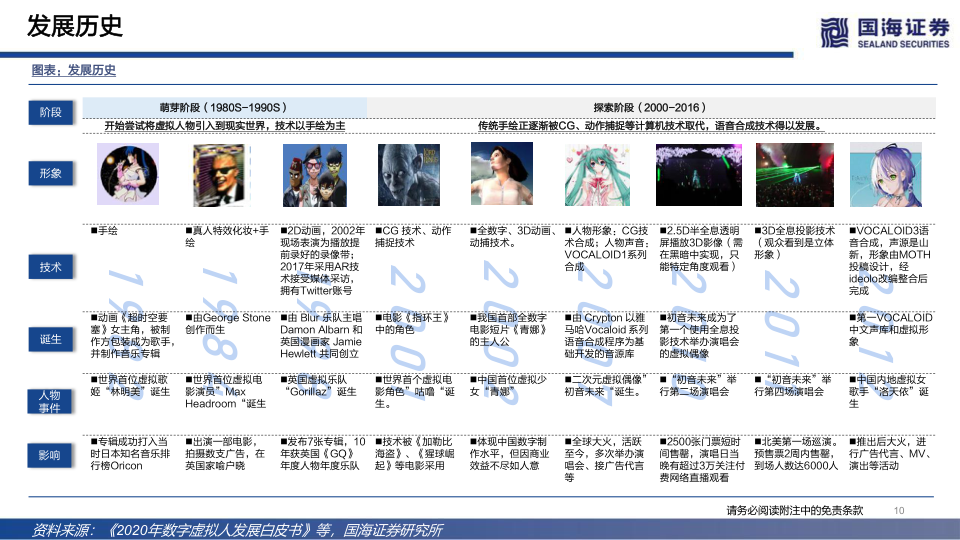 发展历史
国海证券
SEALAND SECURITIES
图表：发展历史
阶段
萌芽阶段（1980S-1990S）
探索阶段（2000-2016）
开始尝试将虚拟人物引入到现实世界，技术以手绘为主
传统手绘正逐渐被CG、动作捕捉等计算机技术取代，语音合成技术得以发展。
形象
技术
■手绘
■真人特效化妆+手
绘
■2D动画，2002年
现场表演为播放提
前录好的录像带；
2017年采用AR技
术接受媒体采访，
拥有Twitter账号
■CG 技术、动作
捕捉技术
■全数字、3D动画、
动捕技术。
■人物形象：CG技
术合成；人物声音：
VOCALOID1系列
合成
■2.5D半全息透明
屏播放3D影像（需
在黑暗中实现，只
能特定角度观看）
■3D全息投影技术
（观众看到是立体
形象）
■VOCALOID3语
音合成，声源是山
新，形象由MOTH
投稿设计，经
ideolo改编整合后
完成
诞生
■动画《超时空要
塞》女主角，被制
作方包装成为歌手，
并制作音乐专辑
■由George Stone
创作而生
■由 Blur 乐队主唱
Damon Albarn 和
英国漫画家 Jamie
Hewlett 共同创立
■电影《指环王》
中的角色
■我国首部全数字
电影短片《青娜》
的主人公
■由 Crypton 以雅
马哈Vocaloid 系列
语音合成程序为基
础开发的音源库
■初音未来成为了
第一个使用全息投
影技术举办演唱会
的虚拟偶像
■第一VOCALOID
中文声库和虚拟形
象
人物
事件
■世界首位虚拟歌
姬“林明美”诞生
■世界首位虚拟电
影演员”Max
Headroom“诞生
■英国虚拟乐队
“Gorillaz”诞生
■世界首个虚拟电
影角色”咕噜“诞
生。
■中国首位虚拟少
女“青娜”
■“二次元虚拟偶像”
初音未来“诞生。
■“初音未来”举
行第二场演唱会
■“初音未来”举
行第四场演唱会
■中国内地虚拟女
歌手“洛天依”诞
生
影响
■专辑成功打入当
时日本知名音乐排
行榜Oricon
■出演一部电影，
拍摄数支广告，在
英国家喻户晓
■发布7张专辑，10
年获英国《GQ》
年度人物年度乐队
■技术被《加勒比
海盗》、《猩球崛
起》等电影采用
■体现中国数字制
作水平，但因商业
效益不尽如人意
■全球大火，活跃
至今，多次举办演
唱会、接广告代言
等
■2500张门票短时
间售罄，演唱日当
晚有超过3万关注付
费网络直播观看
■北美第一场巡演。
预售票2周内售罄，
到场人数达6000人
■推出后大火，进
行广告代言、MV、
演出等活动
请务必阅读附注中的免责条款
10
资料来源：《2020年数字虚拟人发展白皮书》等，国海证券研究所